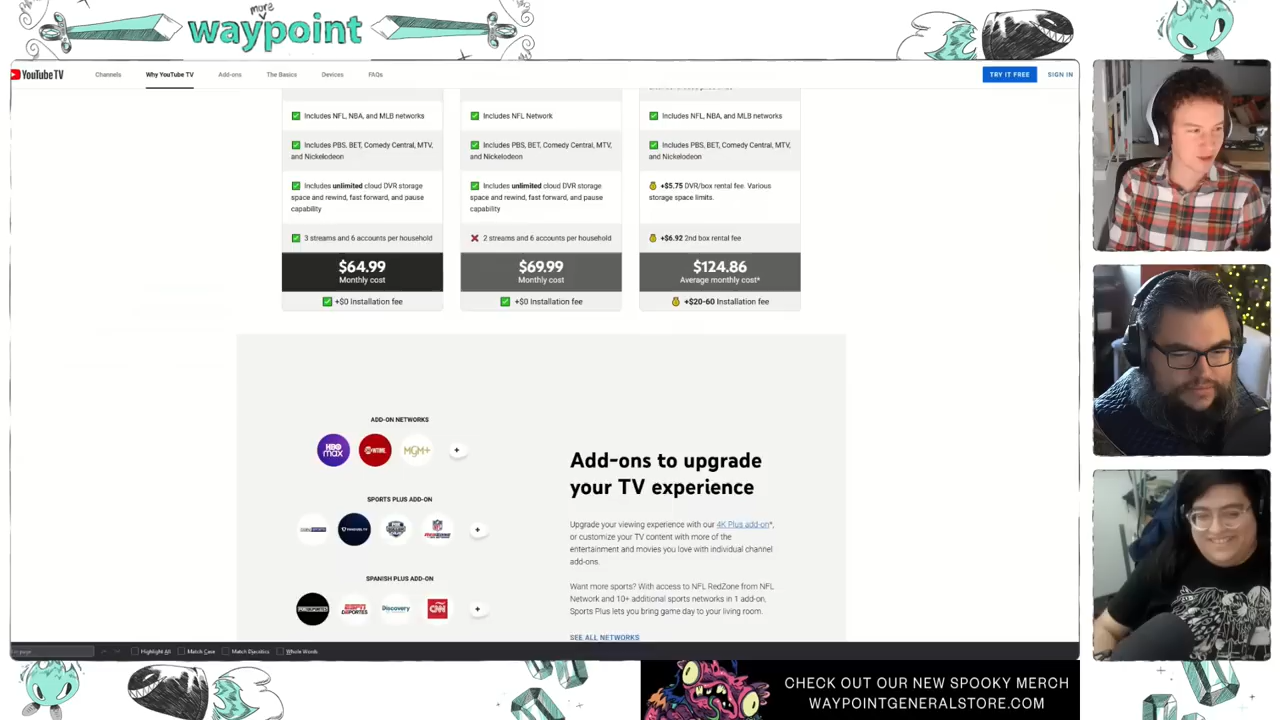 more
waypoint
YouTube TV
Channels
Why YouTube TV
Add-ons
The Basics
Devices
FAQs
TRY IT FREE
SIGN IN
Includes NFL, NBA, and MLB networks
Includes PBS, BET, Comedy Central, MTV,
and Nickelodeon
Includes unlimited cloud DVR storage
space and rewind, fast forward, and pause
capability
3 streams and 6 accounts per household
$64.99
Monthly cost
+$0 Installation fee
Includes NFL Network
Includes PBS, BET, Comedy Central, MTV,
and Nickelodeon
Includes unlimited cloud DVR storage
space and rewind, fast forward, and pause
capability
2 streams and 6 accounts per household
$69.99
Monthly cost
+$0 Installation fee
Includes NFL, NBA, and MLB networks
Includes PBS, BET, Comedy Central, MTV,
and Nickelodeon
+$5.75 DVR/box rental fee. Various
storage space limits.
+$6.92 2nd box rental fee
$124.86
Average monthly cost*
+$20-60 Installation fee
ADD-ON NETWORKS
HBO
max
SHOWTIME
MGM+
+
SPORTS PLUS ADD-ON
+
SPANISH PLUS ADD-ON
ESPN
DEPORTES
Discovery
CNN
+
Add-ons to upgrade
your TV experience
Upgrade your viewing experience with our 4K Plus add-on*,
or customize your TV content with more of the
entertainment and movies you love with individual channel
add-ons.
Want more sports? With access to NFL RedZone from NFL
Network and 10+ additional sports networks in 1 add-on,
Sports Plus lets you bring game day to your living room.
SEE ALL NETWORKS
Highlight All
Match Case
Match Diacritics
Whole Words
CHECK OUT OUR NEW SPOOKY MERCH
WAYPOINTGENERALSTORE.COM